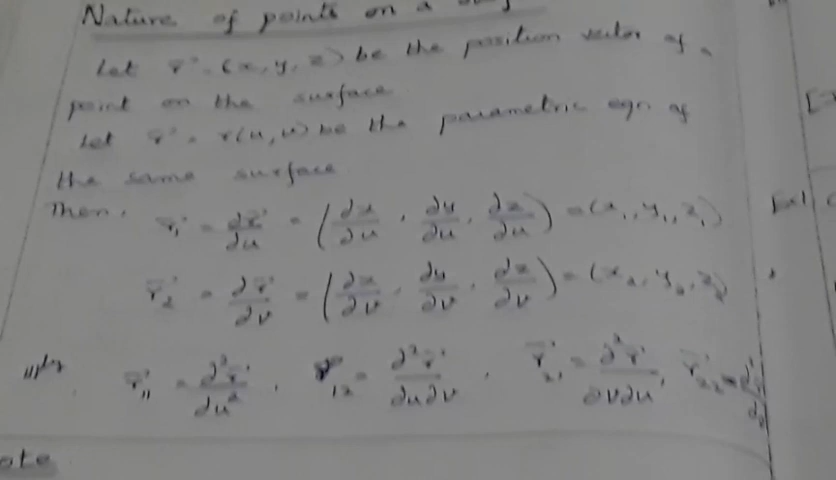 Nature of points on a
Let r⃗ = (x, y, z) be the position vector of a
point on the surface
Let r⃗ = r(u, v) be the parametric eqn of
the same surface
Then, r⃗₁ = ∂r⃗/∂u = (∂x/∂u, ∂y/∂u, ∂z/∂u) = (x₁, y₁, z₁)
r⃗₂ = ∂r⃗/∂v = (∂x/∂v, ∂y/∂v, ∂z/∂v) = (x₂, y₂, z₂)
|||ly r⃗₁₁ = ∂²r⃗/∂u², r⃗₁₂ = ∂²r⃗/∂u∂v, r⃗₂₁ = ∂²r⃗/∂v∂u, r⃗₂₂ =
ote